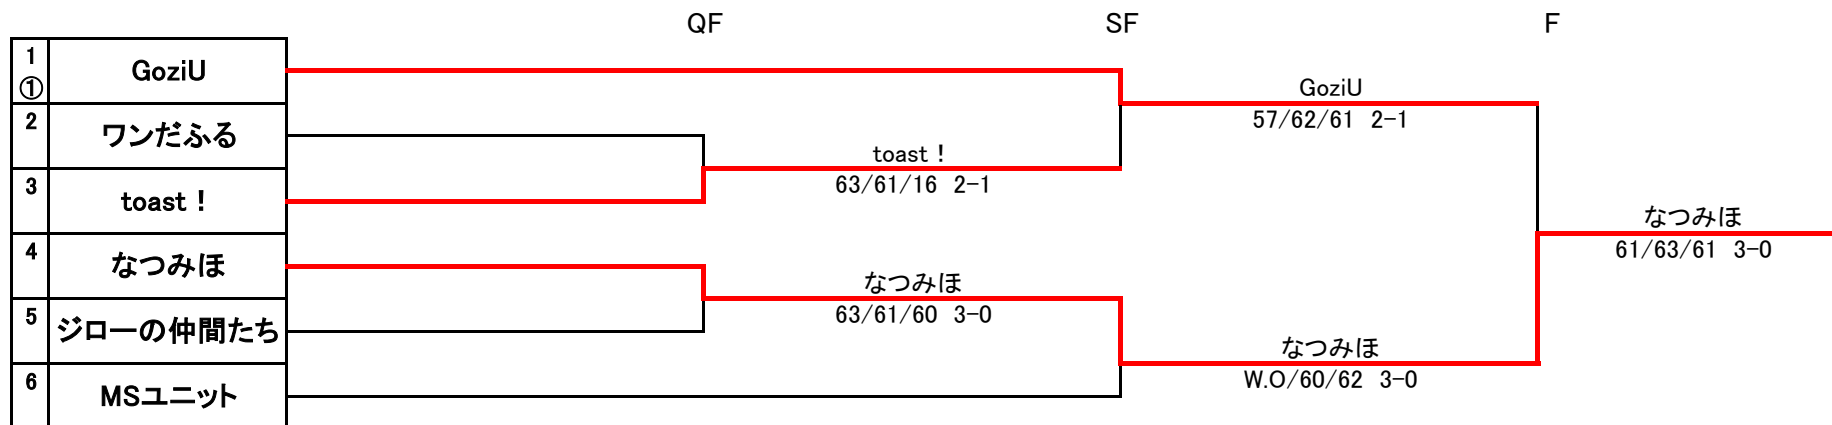 QF SF F
1
① GoziU
2 ワンだふる
3 toast！
4 なつみほ
5 ジローの仲間たち
6 MSユニット
toast！
63/61/16 2-1
なつみほ
63/61/60 3-0
GoziU
57/62/61 2-1
なつみほ
W.O/60/62 3-0
なつみほ
61/63/61 3-0